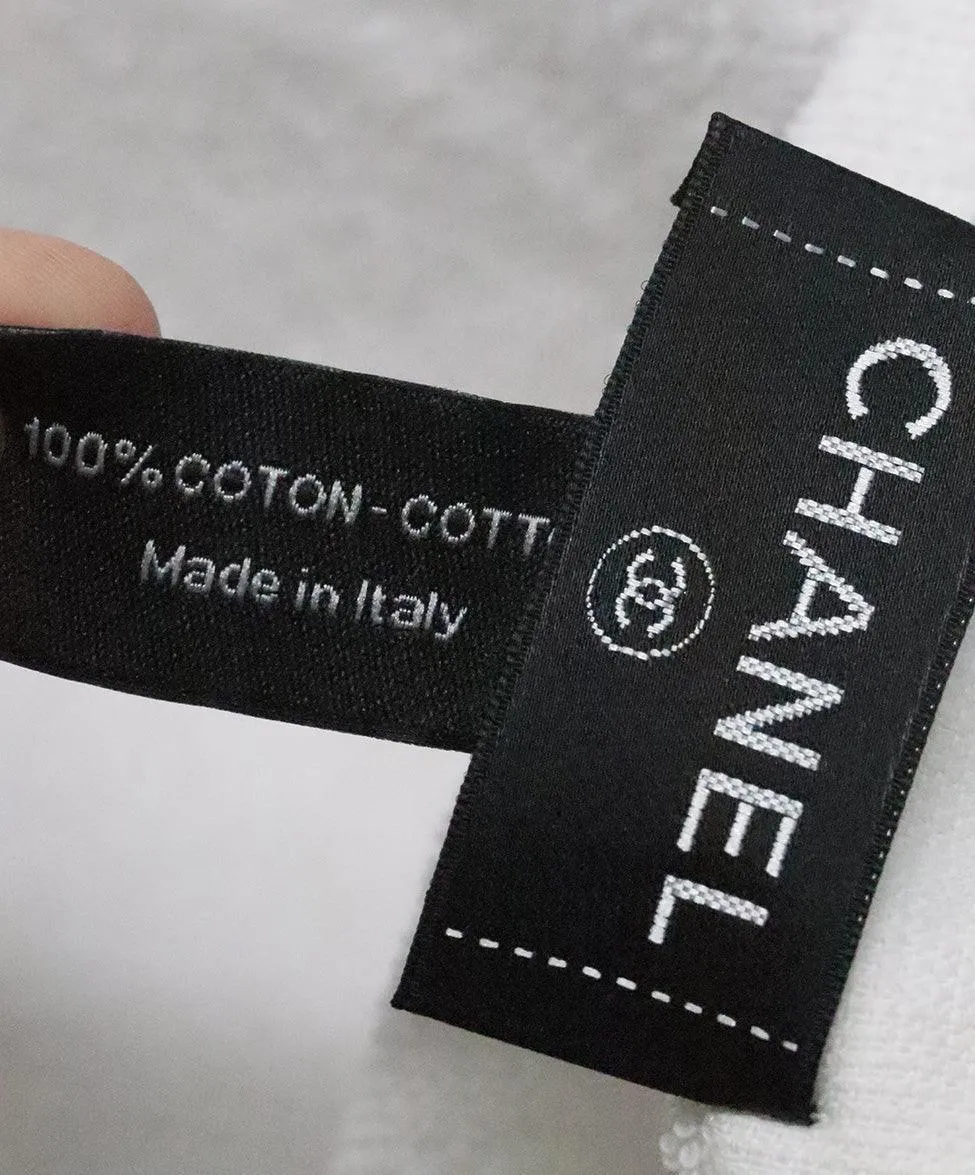 100% COTON - COTT
Made in Italy
CHANEL